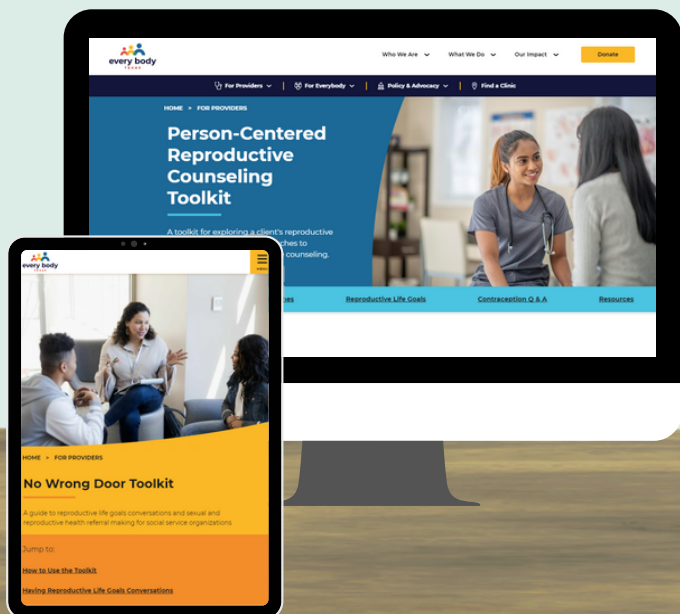 every body
TEXAS
Who We Are
What We Do
Our Impact
Donate
For Providers
For Everybody
Policy & Advocacy
Find a Clinic
HOME > FOR PROVIDERS
Person-Centered
Reproductive
Counseling
Toolkit
A toolkit for exploring a client's reproductive
counseling.
Reproductive Life Goals
Contraception Q & A
Resources
every body
TEXAS
MENU
HOME > FOR PROVIDERS
No Wrong Door Toolkit
A guide to reproductive life goals conversations and sexual and
reproductive health referral making for social service organizations
Jump to:
How to Use the Toolkit
Having Reproductive Life Goals Conversations